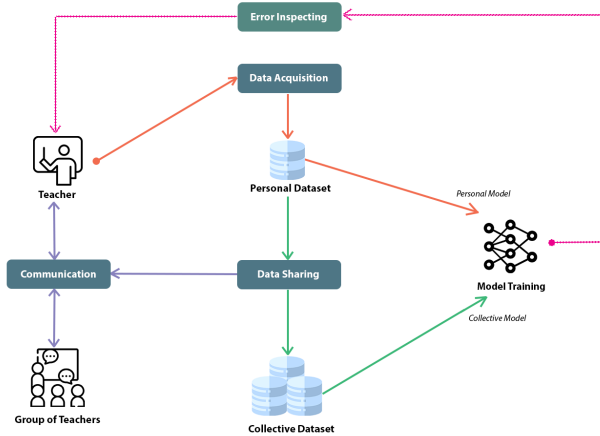 Error Inspecting
Data Acquisition
Teacher
Personal Dataset
Personal Model
Communication
Data Sharing
Model Training
Collective Model
Group of Teachers
Collective Dataset